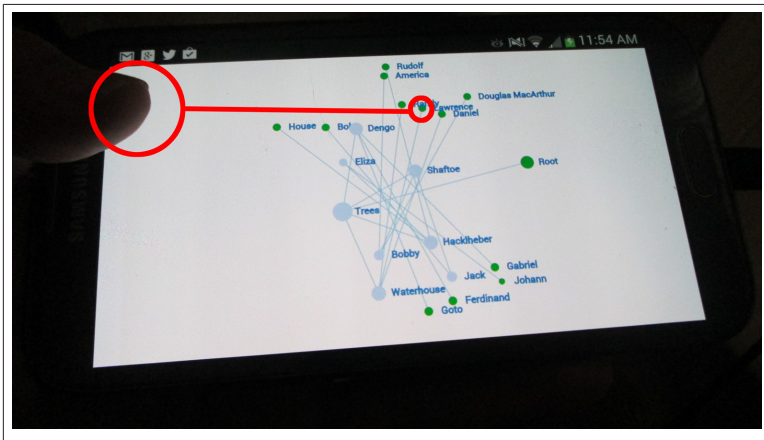 11:54 AM
Rudolf
America
Douglas MacArthur
Lawrence
Daniel
House
Dengo
Eliza
Root
Shaftoe
Trees
Hacklheber
Bobby
Gabriel
Jack
Johann
Waterhouse
Ferdinand
Goto
SAMSUNG